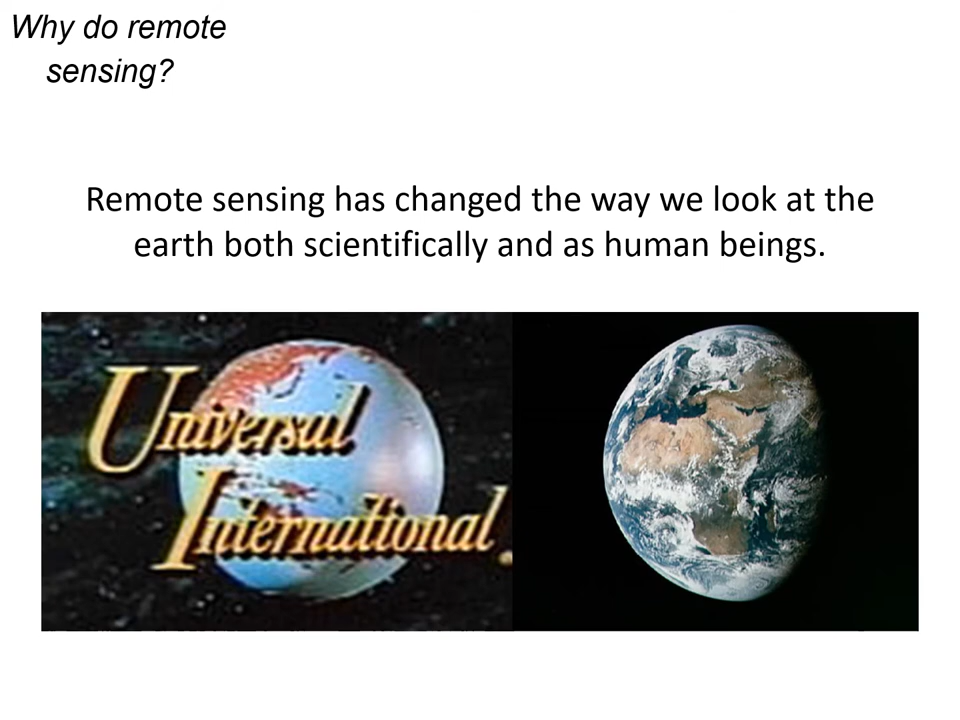 Why do remote
sensing?
Remote sensing has changed the way we look at the
earth both scientifically and as human beings.
Universal
International